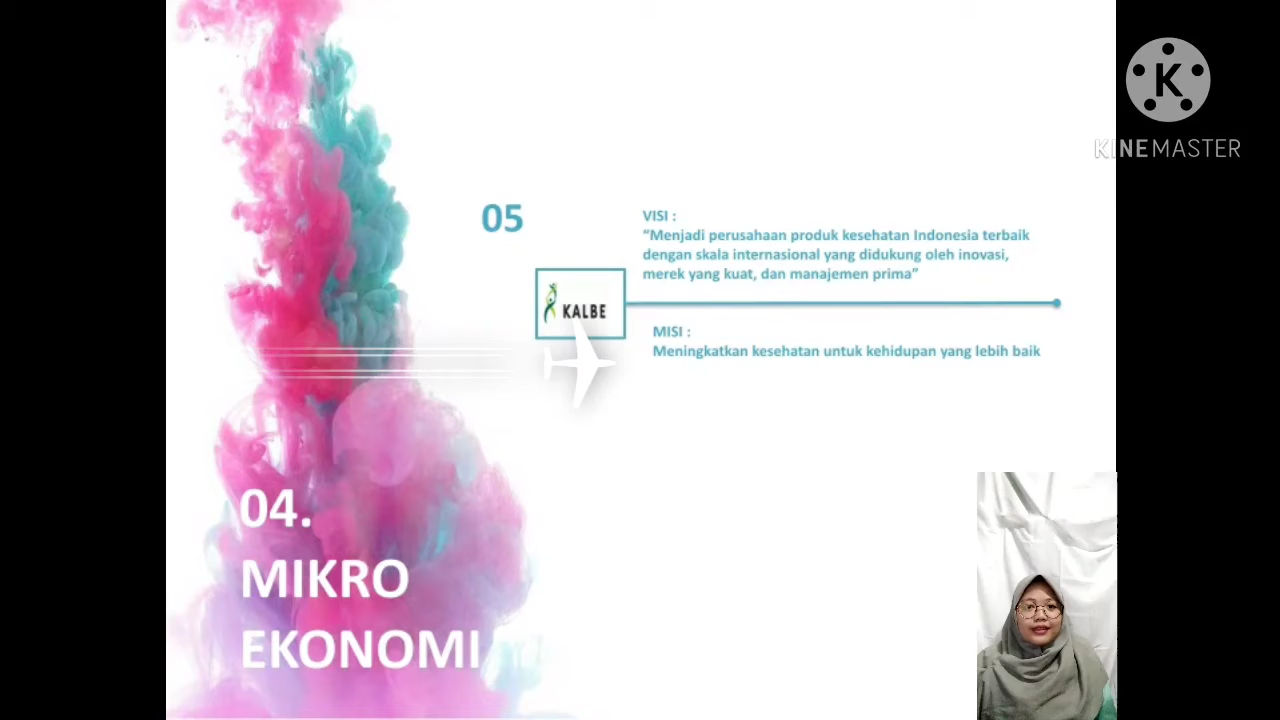 K
KINEMASTER
05
VISI :
“Menjadi perusahaan produk kesehatan Indonesia terbaik
dengan skala internasional yang didukung oleh inovasi,
merek yang kuat, dan manajemen prima”
KALBE
MISI :
Meningkatkan kesehatan untuk kehidupan yang lebih baik
04.
MIKRO
EKONOMI